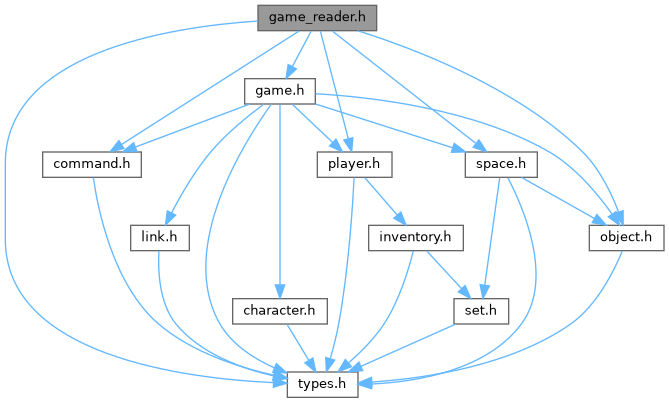 game_reader.h
game.h
command.h
player.h
space.h
link.h
inventory.h
object.h
character.h
set.h
types.h